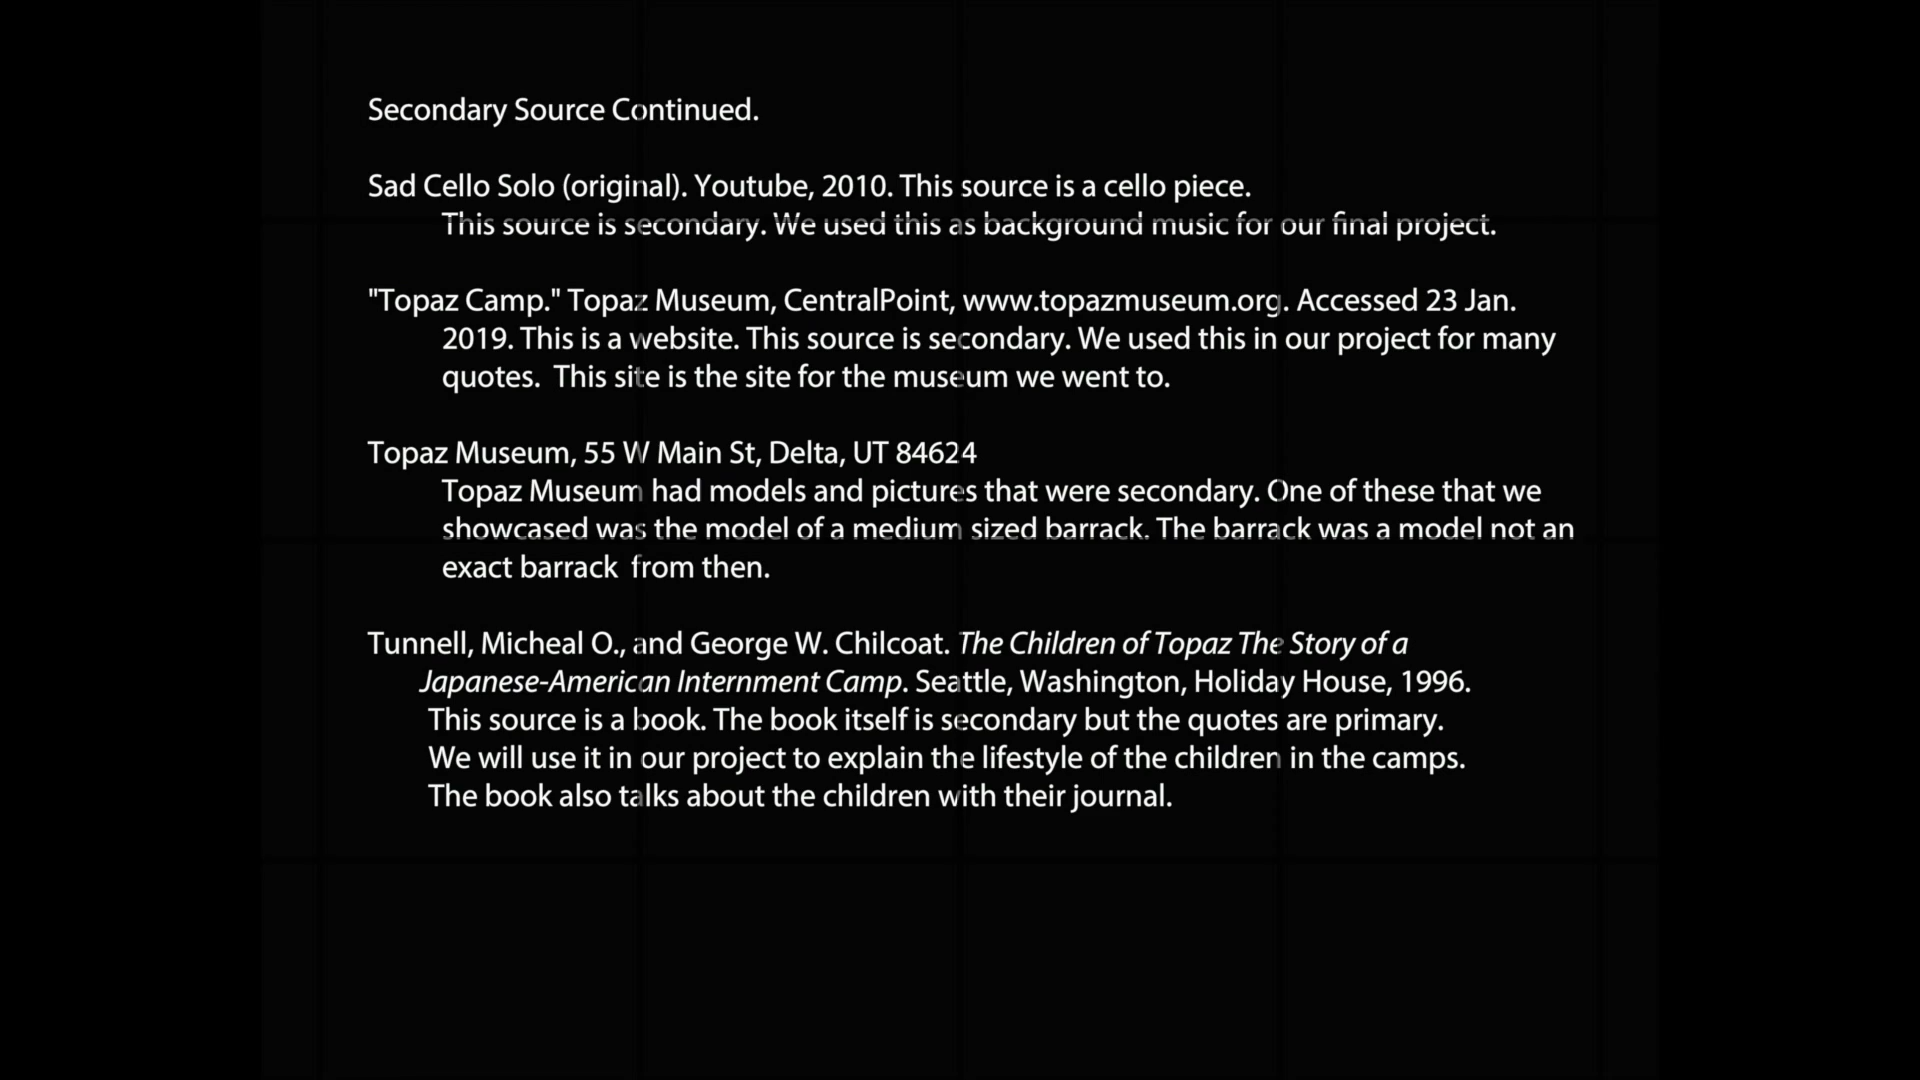 Secondary Source Continued.
Sad Cello Solo (original). Youtube, 2010. This source is a cello piece.
This source is secondary. We used this as background music for our final project.
"Topaz Camp." Topaz Museum, CentralPoint, www.topazmuseum.org. Accessed 23 Jan.
2019. This is a website. This source is secondary. We used this in our project for many
quotes.  This site is the site for the museum we went to.
Topaz Museum, 55 W Main St, Delta, UT 84624
Topaz Museum had models and pictures that were secondary. One of these that we
showcased was the model of a medium sized barrack. The barrack was a model not an
exact barrack  from then.
Tunnell, Micheal O., and George W. Chilcoat. The Children of Topaz The Story of a
Japanese-American Internment Camp. Seattle, Washington, Holiday House, 1996.
This source is a book. The book itself is secondary but the quotes are primary.
We will use it in our project to explain the lifestyle of the children in the camps.
The book also talks about the children with their journal.